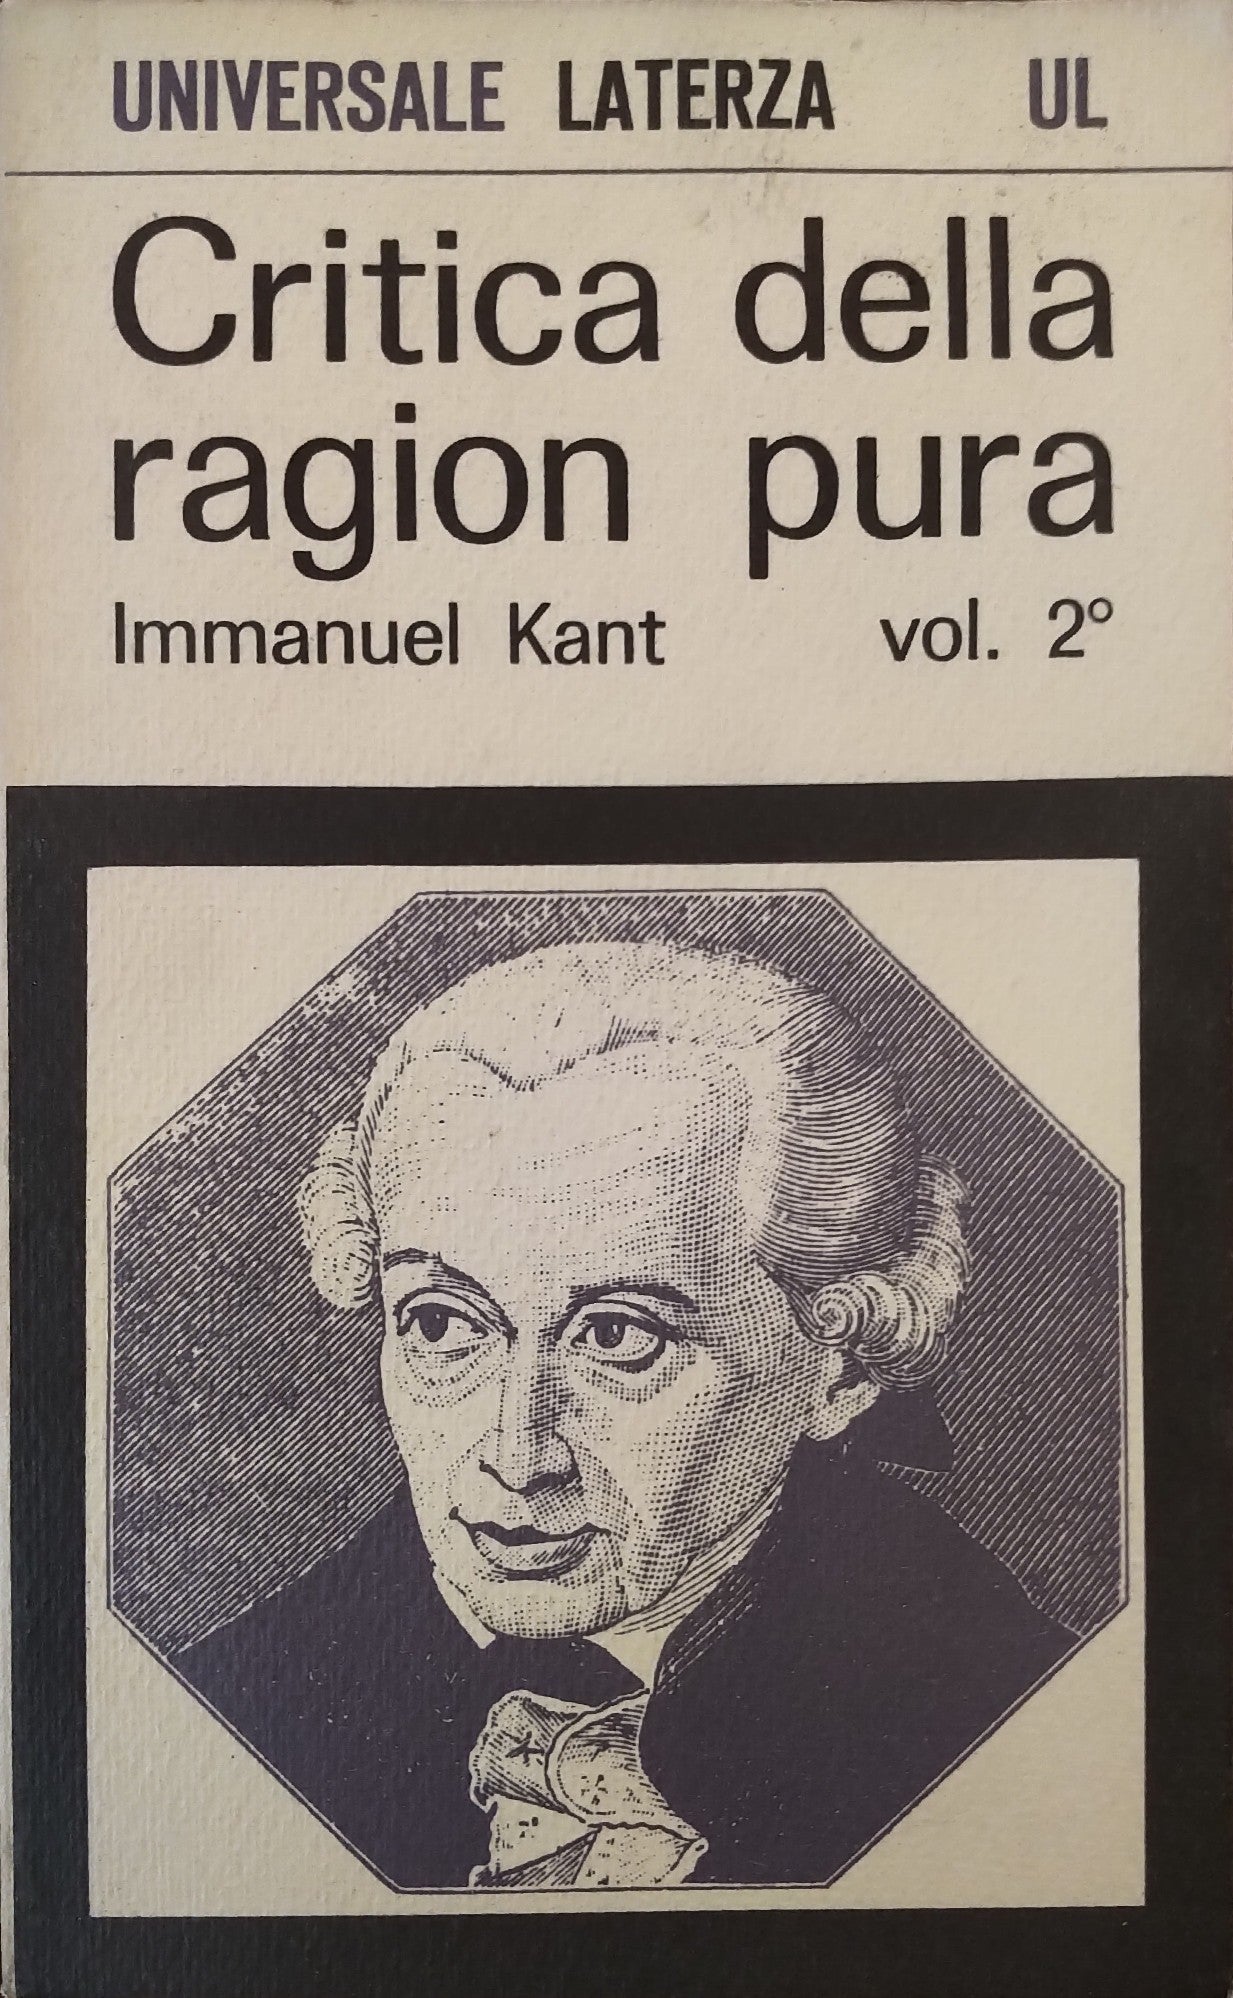 UNIVERSALE LATERZA UL
Critica della
ragion pura
Immanuel Kant vol. 2°